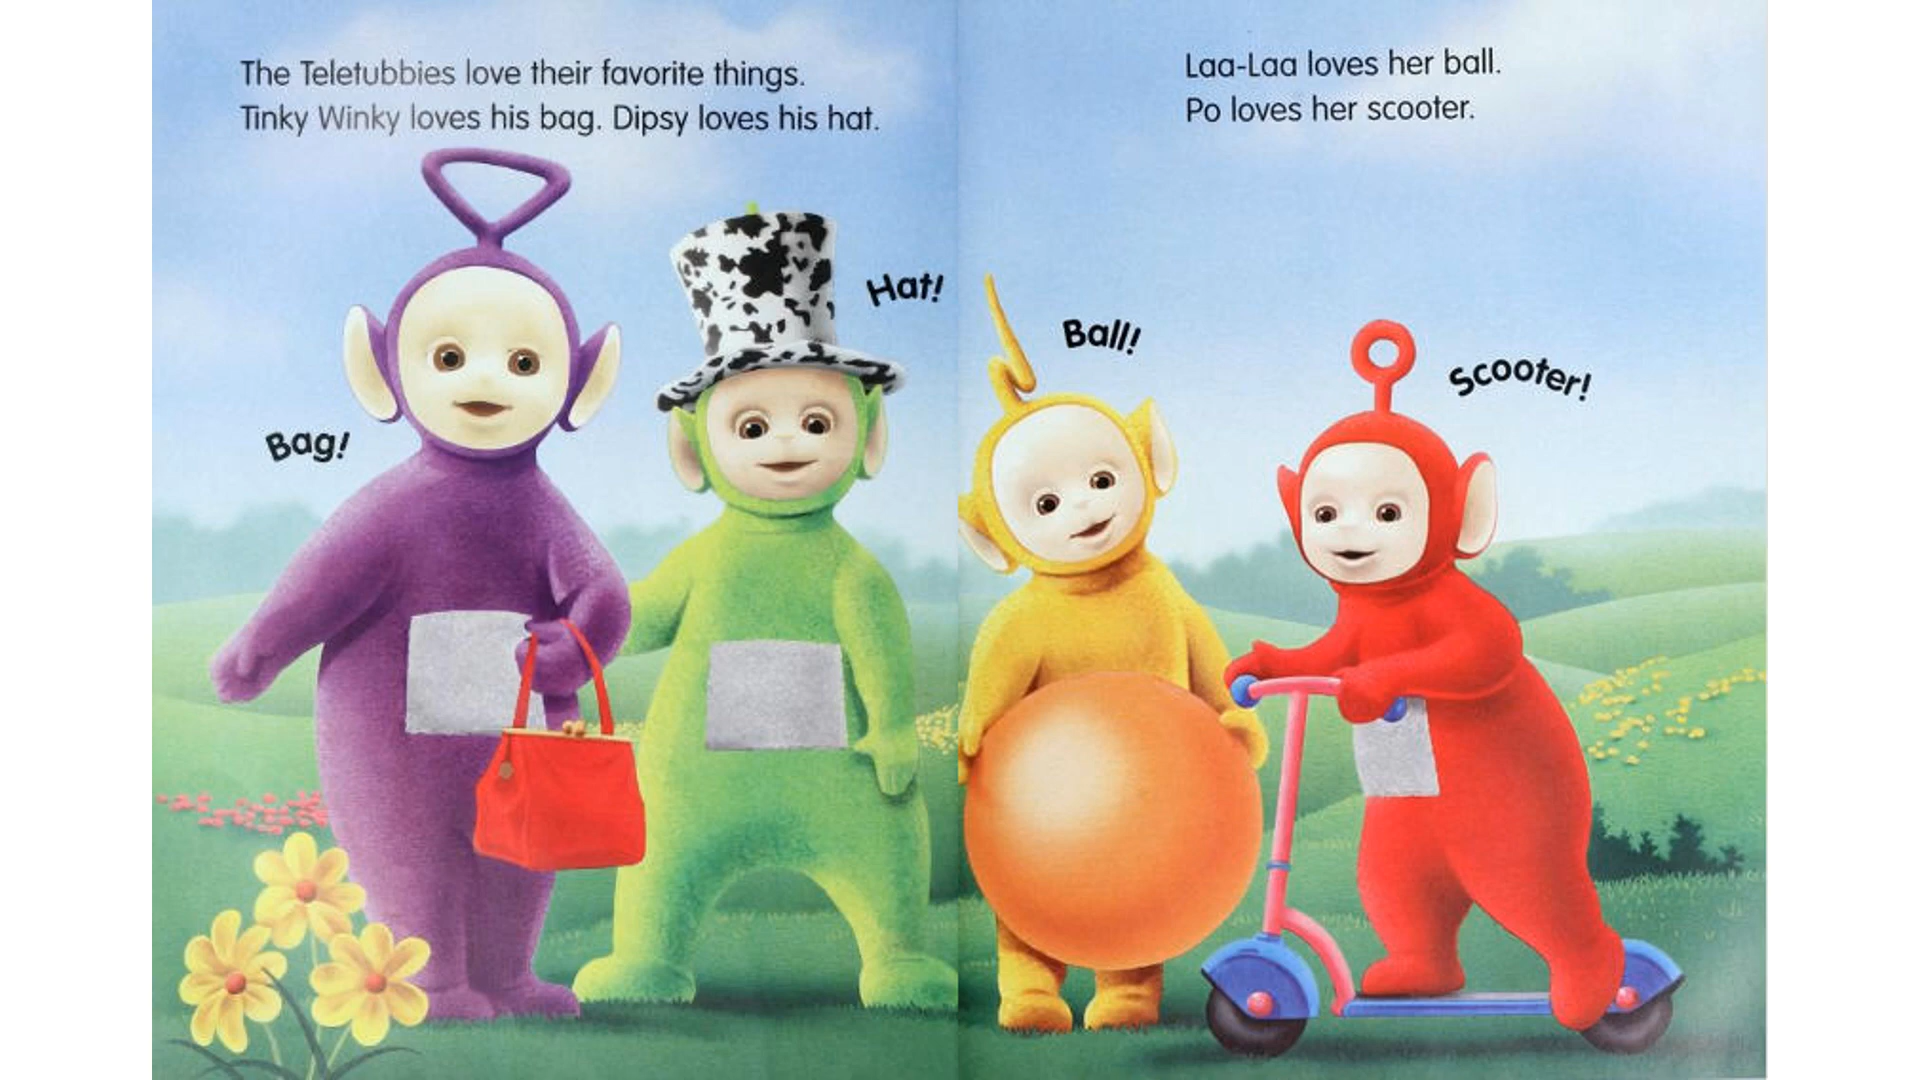 The Teletubbies love their favorite things.
Tinky Winky loves his bag. Dipsy loves his hat.
Hat!
Bag!
Laa-Laa loves her ball.
Po loves her scooter.
Ball!
Scooter!